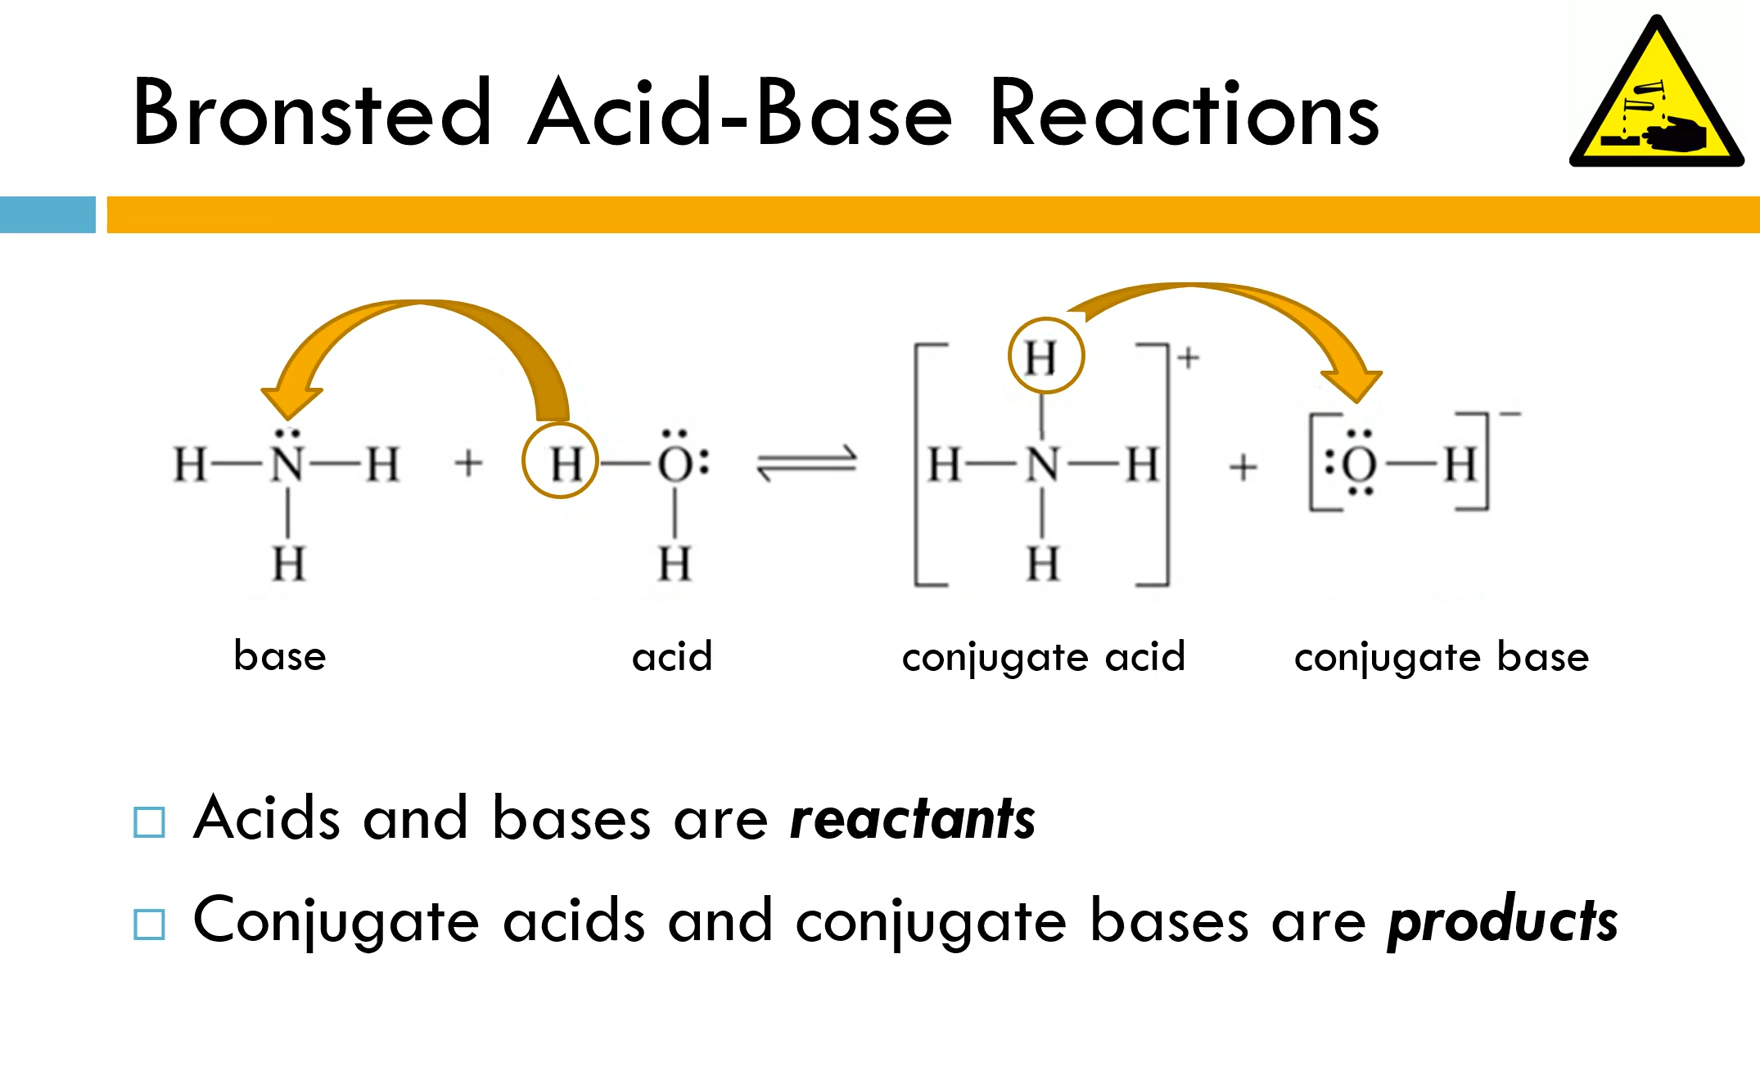 Bronsted Acid-Base Reactions
H H +
H—N̈—H + H—Ö: ⇌ H—N—H + [:Ö—H]−
H H H
base acid conjugate acid conjugate base
Acids and bases are reactants
Conjugate acids and conjugate bases are products